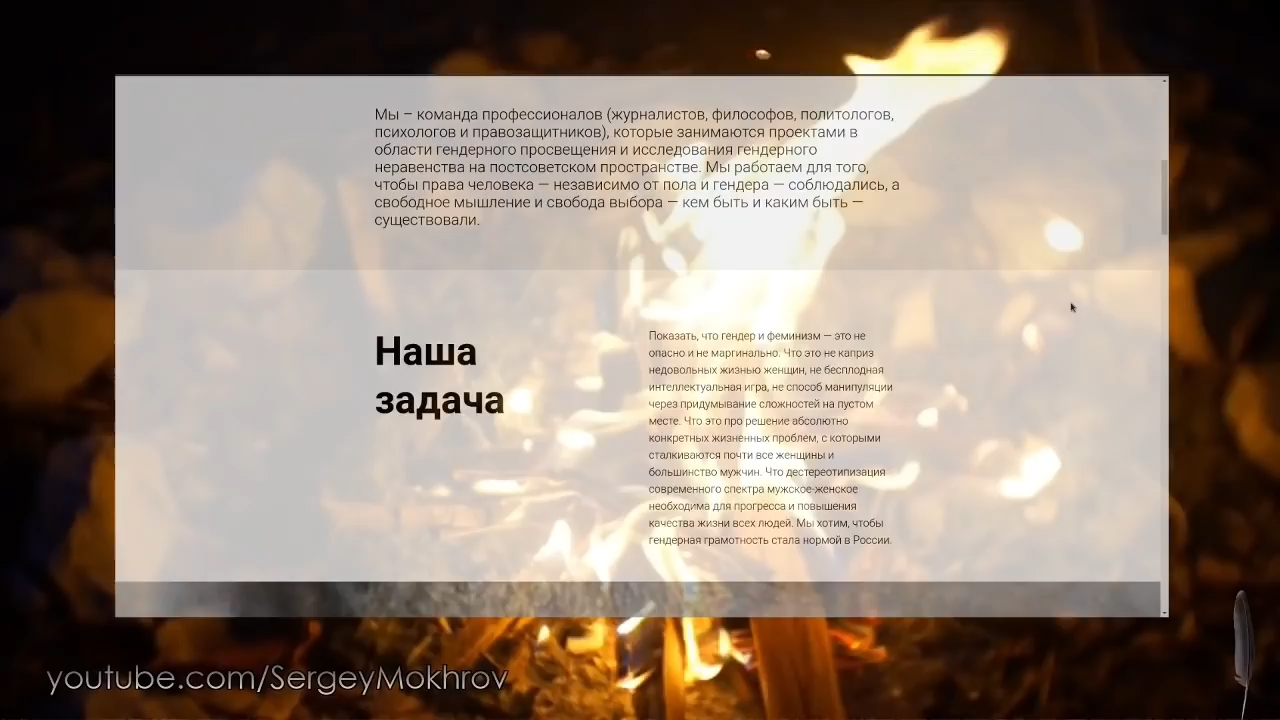 Мы – команда профессионалов (журналистов, философов, политологов,
психологов и правозащитников), которые занимаются проектами в
области гендерного просвещения и исследования гендерного
неравенства на постсоветском пространстве. Мы работаем для того,
чтобы права человека — независимо от пола и гендера — соблюдались, а
свободное мышление и свобода выбора — кем быть и каким быть —
существовали.
Наша
задача
Показать, что гендер и феминизм — это не
опасно и не маргинально. Что это не каприз
недовольных жизнью женщин, не бесплодная
интеллектуальная игра, не способ манипуляции
через придумывание сложностей на пустом
месте. Что это про решение абсолютно
конкретных жизненных проблем, с которыми
сталкиваются почти все женщины и
большинство мужчин. Что дестереотипизация
современного спектра мужское-женское
необходима для прогресса и повышения
качества жизни всех людей. Мы хотим, чтобы
гендерная грамотность стала нормой в России.
youtube.com/SergeyMokhrov